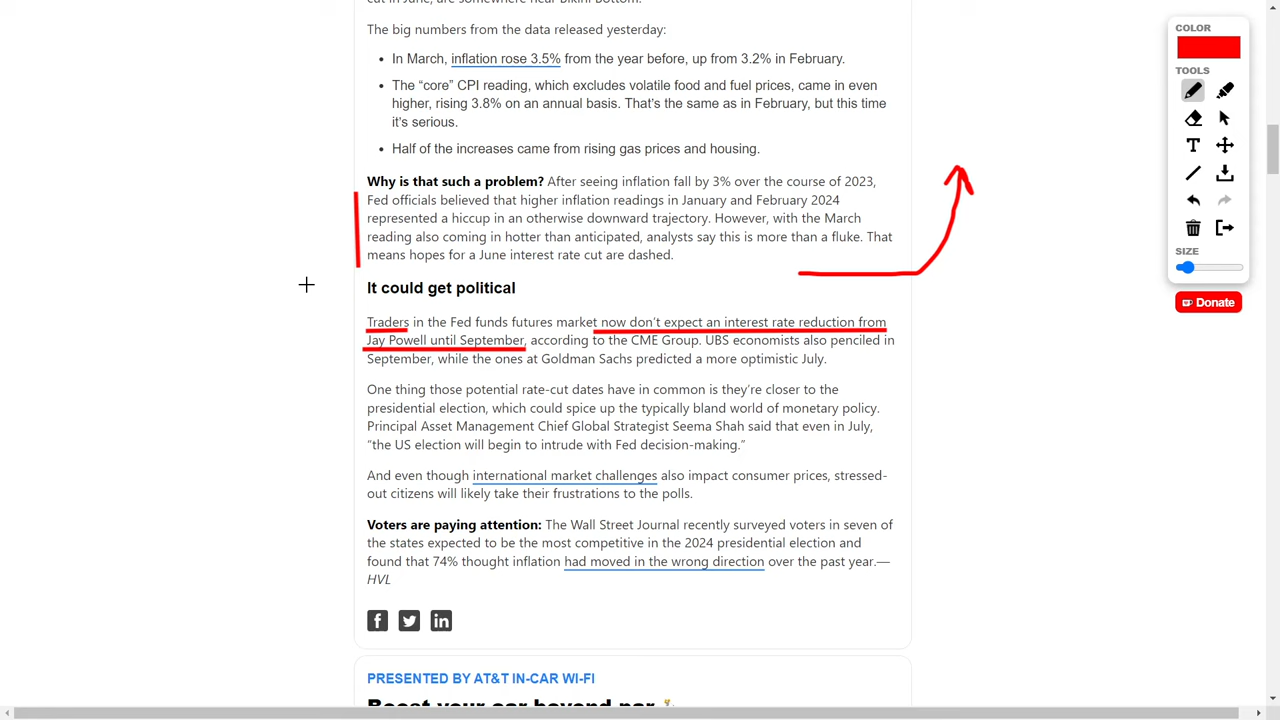 The big numbers from the data released yesterday:
• In March, inflation rose 3.5% from the year before, up from 3.2% in February.
• The “core” CPI reading, which excludes volatile food and fuel prices, came in even
higher, rising 3.8% on an annual basis. That's the same as in February, but this time
it's serious.
• Half of the increases came from rising gas prices and housing.
Why is that such a problem? After seeing inflation fall by 3% over the course of 2023,
Fed officials believed that higher inflation readings in January and February 2024
represented a hiccup in an otherwise downward trajectory. However, with the March
reading also coming in hotter than anticipated, analysts say this is more than a fluke. That
means hopes for a June interest rate cut are dashed.
It could get political
Traders in the Fed funds futures market now don't expect an interest rate reduction from
Jay Powell until September, according to the CME Group. UBS economists also penciled in
September, while the ones at Goldman Sachs predicted a more optimistic July.
One thing those potential rate-cut dates have in common is they're closer to the
presidential election, which could spice up the typically bland world of monetary policy.
Principal Asset Management Chief Global Strategist Seema Shah said that even in July,
“the US election will begin to intrude with Fed decision-making.”
And even though international market challenges also impact consumer prices, stressed-
out citizens will likely take their frustrations to the polls.
Voters are paying attention: The Wall Street Journal recently surveyed voters in seven of
the states expected to be the most competitive in the 2024 presidential election and
found that 74% thought inflation had moved in the wrong direction over the past year.—
HVL
PRESENTED BY AT&T IN-CAR WI-FI
Boost your car beyond par
COLOR
TOOLS
SIZE
Donate